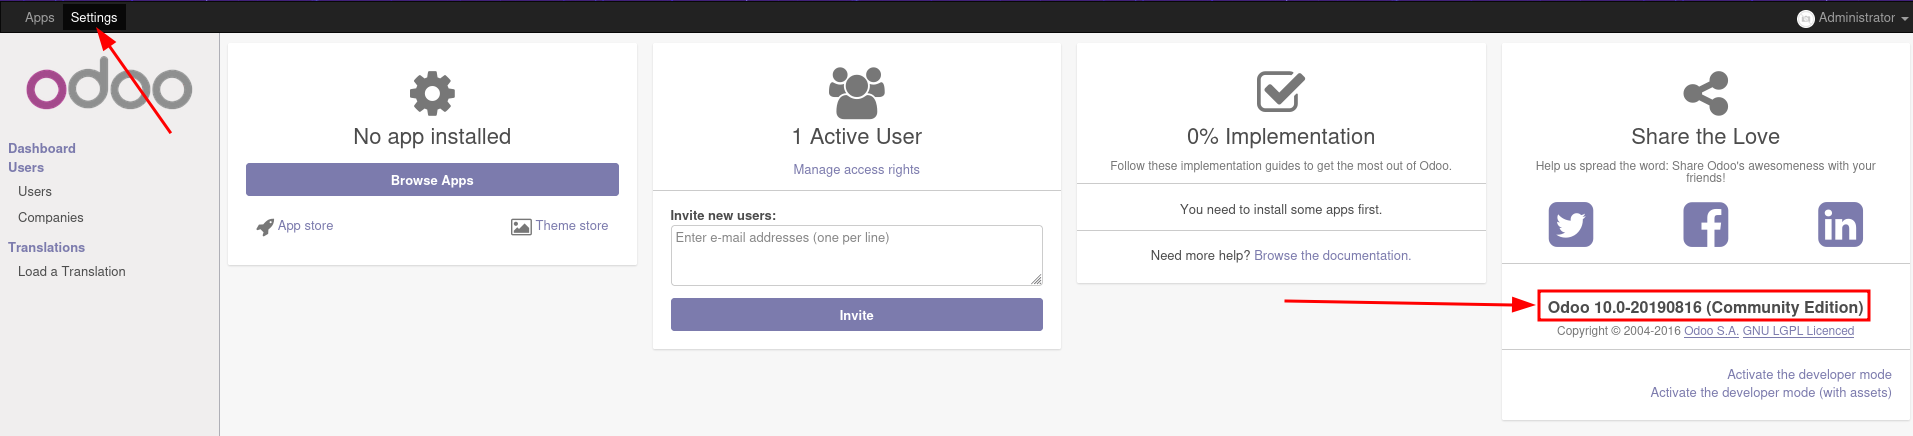 Apps Settings
Administrator
odoo
Dashboard
Users
Users
Companies
Translations
Load a Translation
No app installed
Browse Apps
App store Theme store
1 Active User
Manage access rights
Invite new users:
Enter e-mail addresses (one per line)
Invite
0% Implementation
Follow these implementation guides to get the most out of Odoo.
You need to install some apps first.
Need more help? Browse the documentation.
Share the Love
Help us spread the word: Share Odoo's awesomeness with your
friends!
Odoo 10.0-20190816 (Community Edition)
Copyright © 2004-2016 Odoo S.A. GNU LGPL Licenced
Activate the developer mode
Activate the developer mode (with assets)